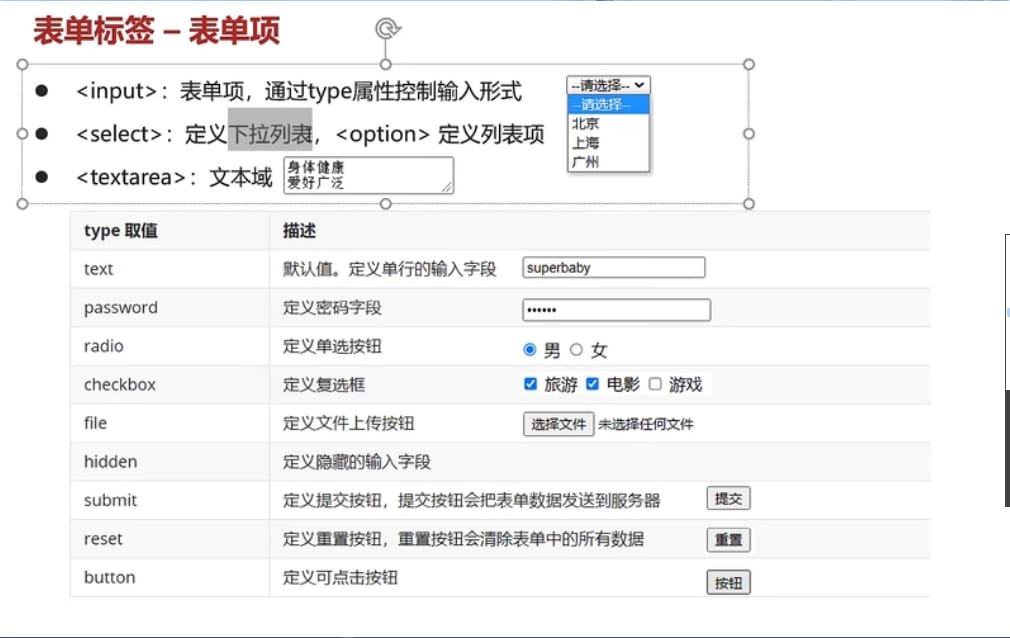 表单标签 – 表单项
● <input>：表单项，通过type属性控制输入形式
● <select>：定义下拉列表，<option> 定义列表项
● <textarea>：文本域
身体健康
爱好广泛
--请选择--
--请选择--
北京
上海
广州
type 取值 描述
text 默认值。定义单行的输入字段 superbaby
password 定义密码字段 ••••••
radio 定义单选按钮 男 女
checkbox 定义复选框 旅游 电影 游戏
file 定义文件上传按钮 选择文件 未选择任何文件
hidden 定义隐藏的输入字段
submit 定义提交按钮，提交按钮会把表单数据发送到服务器 提交
reset 定义重置按钮，重置按钮会清除表单中的所有数据 重置
button 定义可点击按钮 按钮